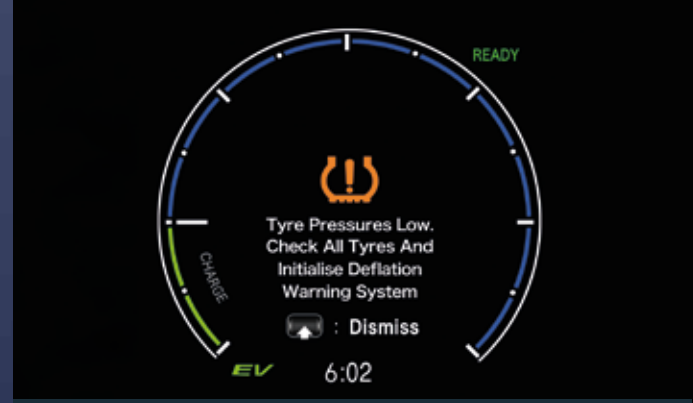 READY
Tyre Pressures Low.
Check All Tyres And
Initialise Deflation
Warning System
CHARGE
: Dismiss
EV
6:02